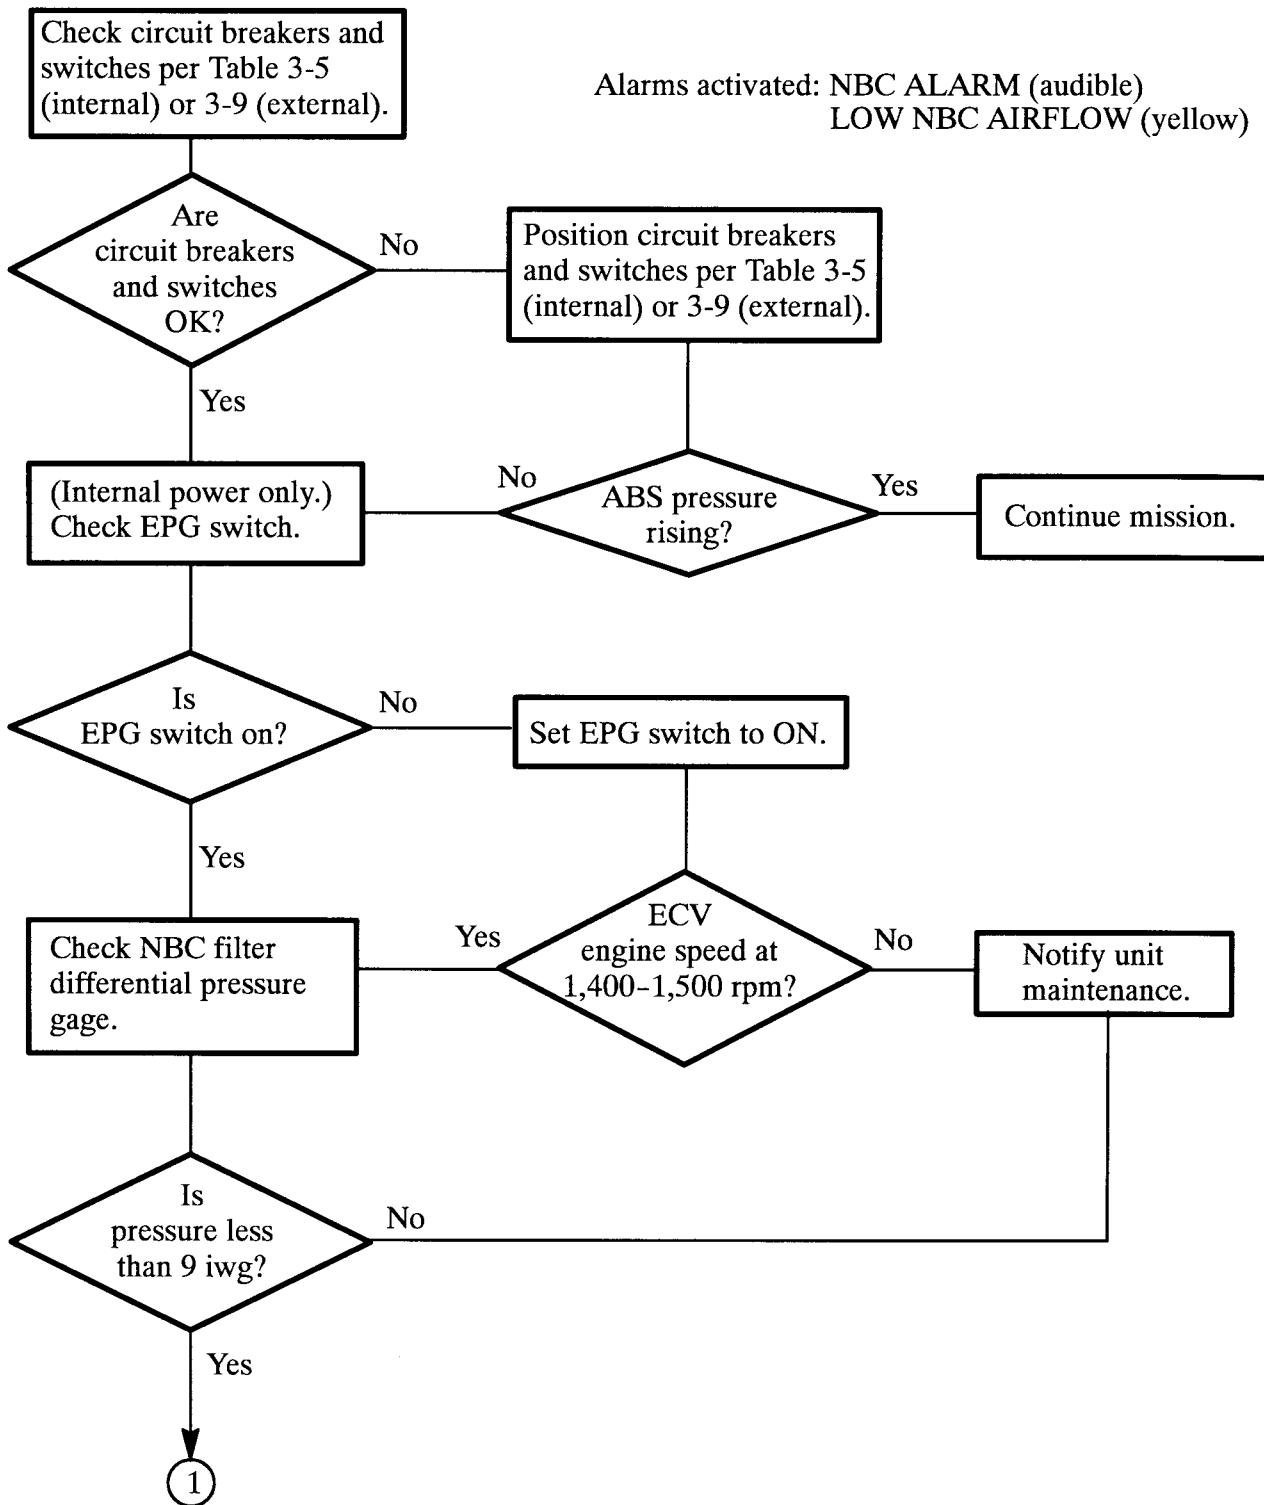 Check circuit breakers and
switches per Table 3-5
(internal) or 3-9 (external).
Alarms activated: NBC ALARM (audible)
LOW NBC AIRFLOW (yellow)
Are
circuit breakers
and switches
OK?
No
Position circuit breakers
and switches per Table 3-5
(internal) or 3-9 (external).
Yes
(Internal power only.)
Check EPG switch.
No
ABS pressure
rising?
Yes
Continue mission.
Is
EPG switch on?
No
Set EPG switch to ON.
Yes
Check NBC filter
differential pressure
gage.
Yes
ECV
engine speed at
1,400–1,500 rpm?
No
Notify unit
maintenance.
Is
pressure less
than 9 iwg?
No
Yes
1